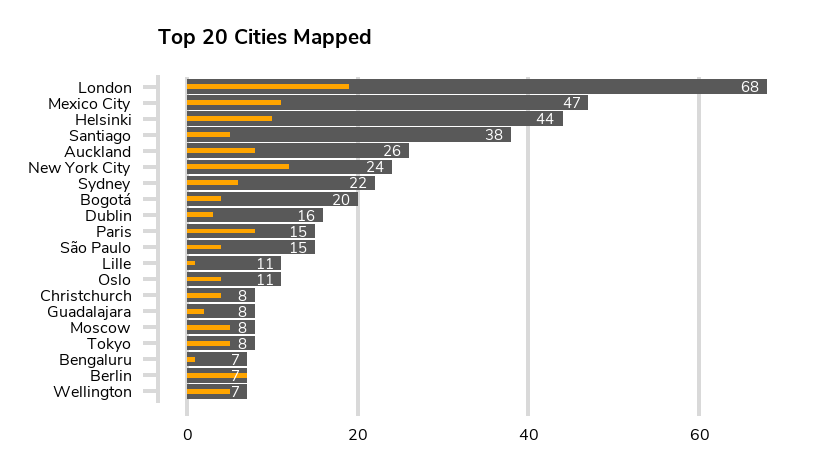 Top 20 Cities Mapped
London 68
Mexico City 47
Helsinki 44
Santiago 38
Auckland 26
New York City 24
Sydney 22
Bogotá 20
Dublin 16
Paris 15
São Paulo 15
Lille 11
Oslo 11
Christchurch 8
Guadalajara 8
Moscow 8
Tokyo 8
Bengaluru 7
Berlin 7
Wellington 7
0 20 40 60